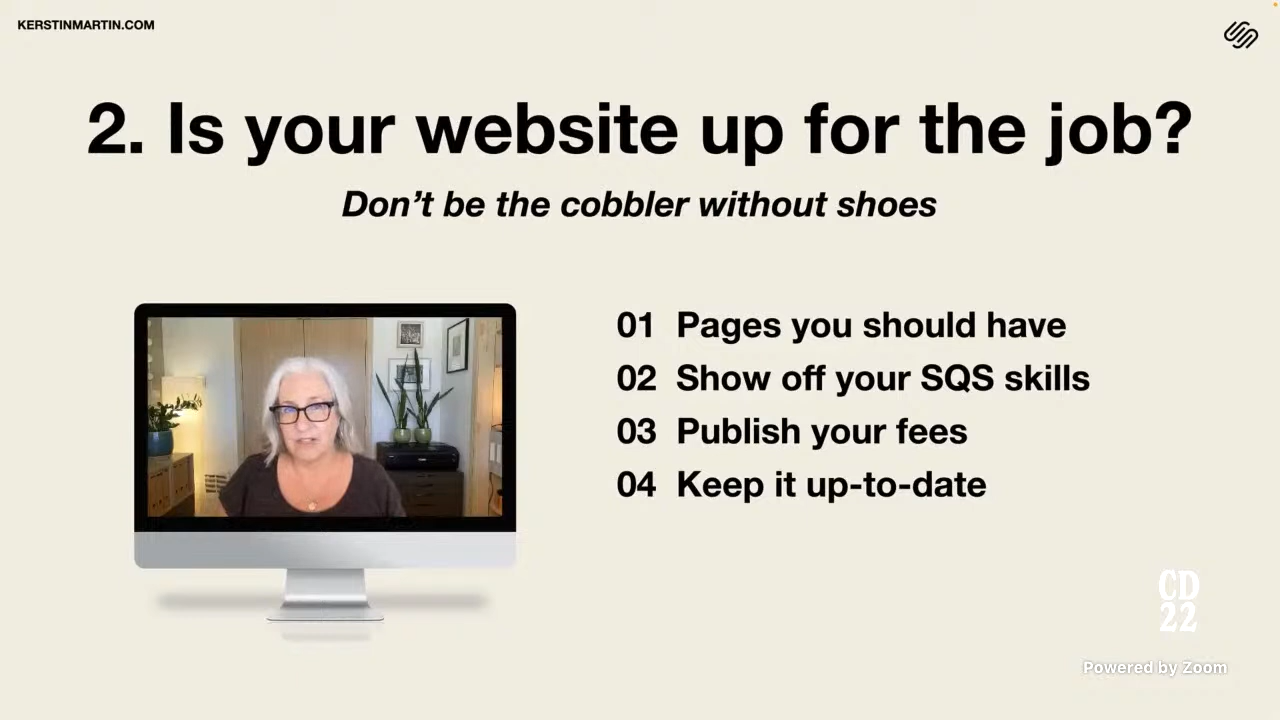 KERSTINMARTIN.COM
2. Is your website up for the job?
Don’t be the cobbler without shoes
01 Pages you should have
02 Show off your SQS skills
03 Publish your fees
04 Keep it up-to-date
CD
22
Powered by Zoom